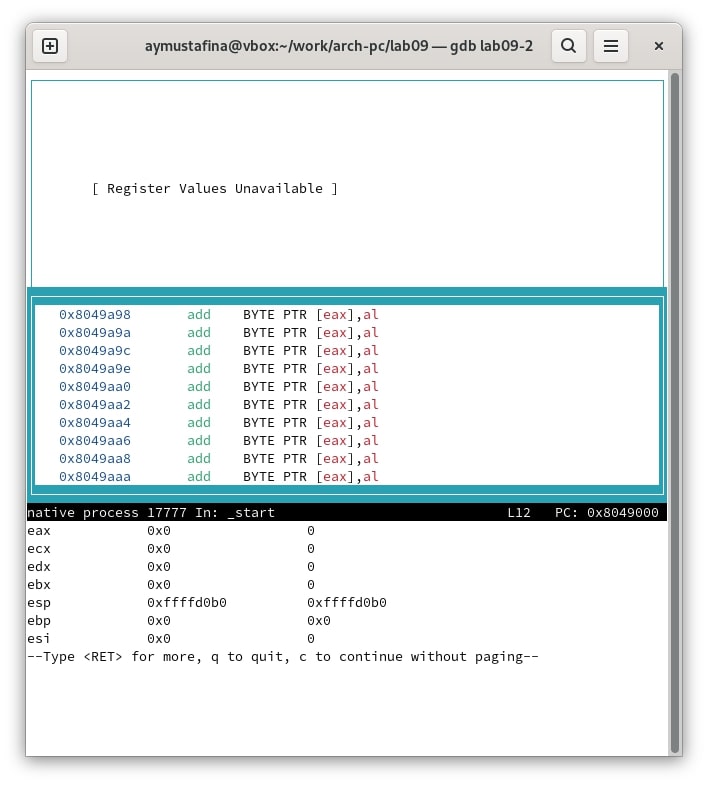 aymustafina@vbox:~/work/arch-pc/lab09 — gdb lab09-2
[ Register Values Unavailable ]
0x8049a98 add BYTE PTR [eax],al
0x8049a9a add BYTE PTR [eax],al
0x8049a9c add BYTE PTR [eax],al
0x8049a9e add BYTE PTR [eax],al
0x8049aa0 add BYTE PTR [eax],al
0x8049aa2 add BYTE PTR [eax],al
0x8049aa4 add BYTE PTR [eax],al
0x8049aa6 add BYTE PTR [eax],al
0x8049aa8 add BYTE PTR [eax],al
0x8049aaa add BYTE PTR [eax],al
native process 17777 In: _start L12 PC: 0x8049000
eax 0x0 0
ecx 0x0 0
edx 0x0 0
ebx 0x0 0
esp 0xffffd0b0 0xffffd0b0
ebp 0x0 0x0
esi 0x0 0
--Type <RET> for more, q to quit, c to continue without paging--